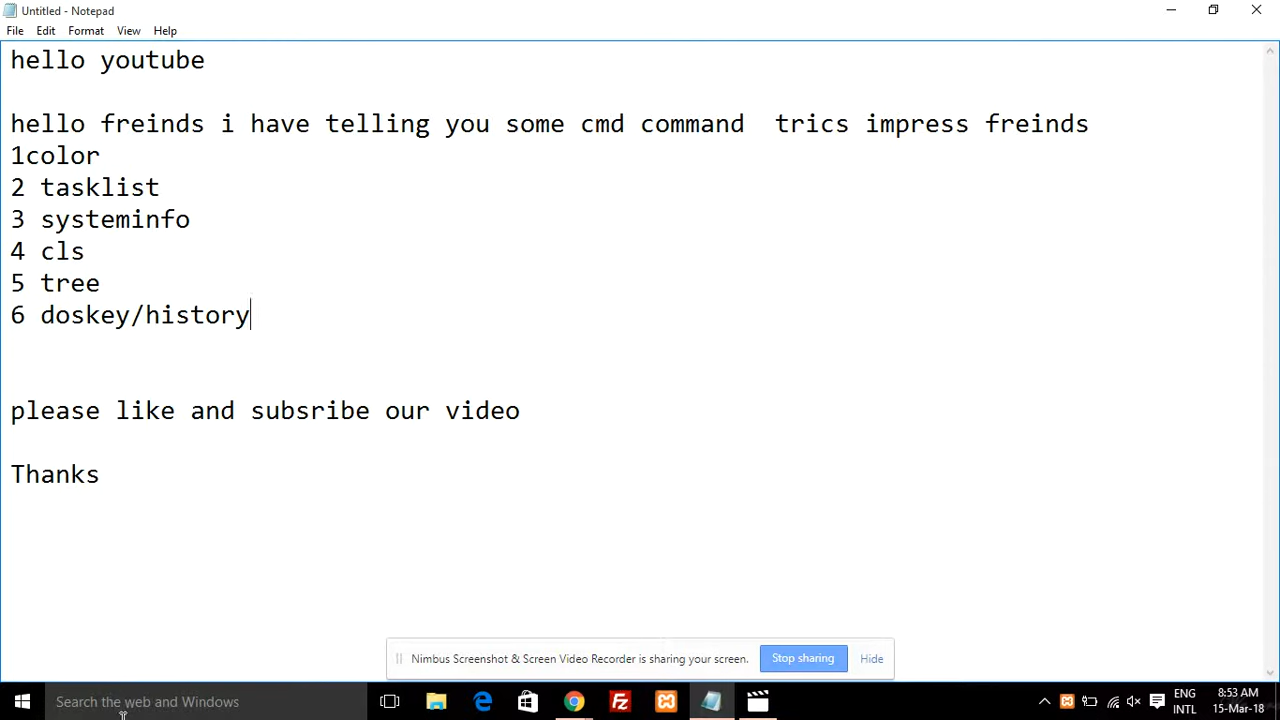 Untitled - Notepad
File Edit Format View Help
hello youtube
hello freinds i have telling you some cmd command  trics impress freinds
1color
2 tasklist
3 systeminfo
4 cls
5 tree
6 doskey/history
please like and subsribe our video
Thanks
Nimbus Screenshot & Screen Video Recorder is sharing your screen. Stop sharing Hide
Search the web and Windows
ENG
INTL
8:53 AM
15-Mar-18